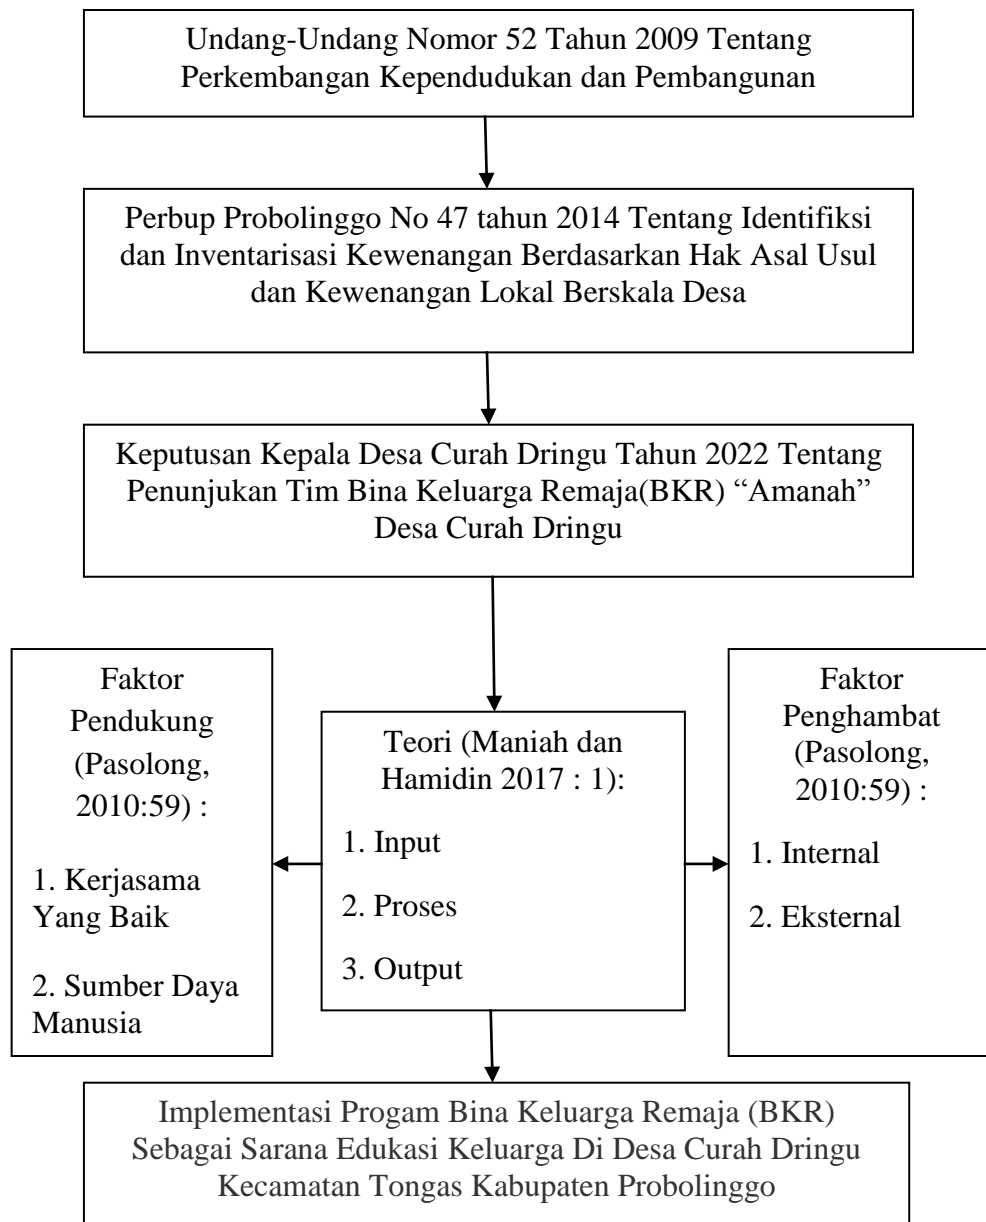 Undang-Undang Nomor 52 Tahun 2009 Tentang
Perkembangan Kependudukan dan Pembangunan
Perbup Probolinggo No 47 tahun 2014 Tentang Identifiksi
dan Inventarisasi Kewenangan Berdasarkan Hak Asal Usul
dan Kewenangan Lokal Berskala Desa
Keputusan Kepala Desa Curah Dringu Tahun 2022 Tentang
Penunjukan Tim Bina Keluarga Remaja(BKR) “Amanah”
Desa Curah Dringu
Faktor
Pendukung
(Pasolong,
2010:59) :
1. Kerjasama
Yang Baik
2. Sumber Daya
Manusia
Teori (Maniah dan
Hamidin 2017 : 1):
1. Input
2. Proses
3. Output
Faktor
Penghambat
(Pasolong,
2010:59) :
1. Internal
2. Eksternal
Implementasi Progam Bina Keluarga Remaja (BKR)
Sebagai Sarana Edukasi Keluarga Di Desa Curah Dringu
Kecamatan Tongas Kabupaten Probolinggo